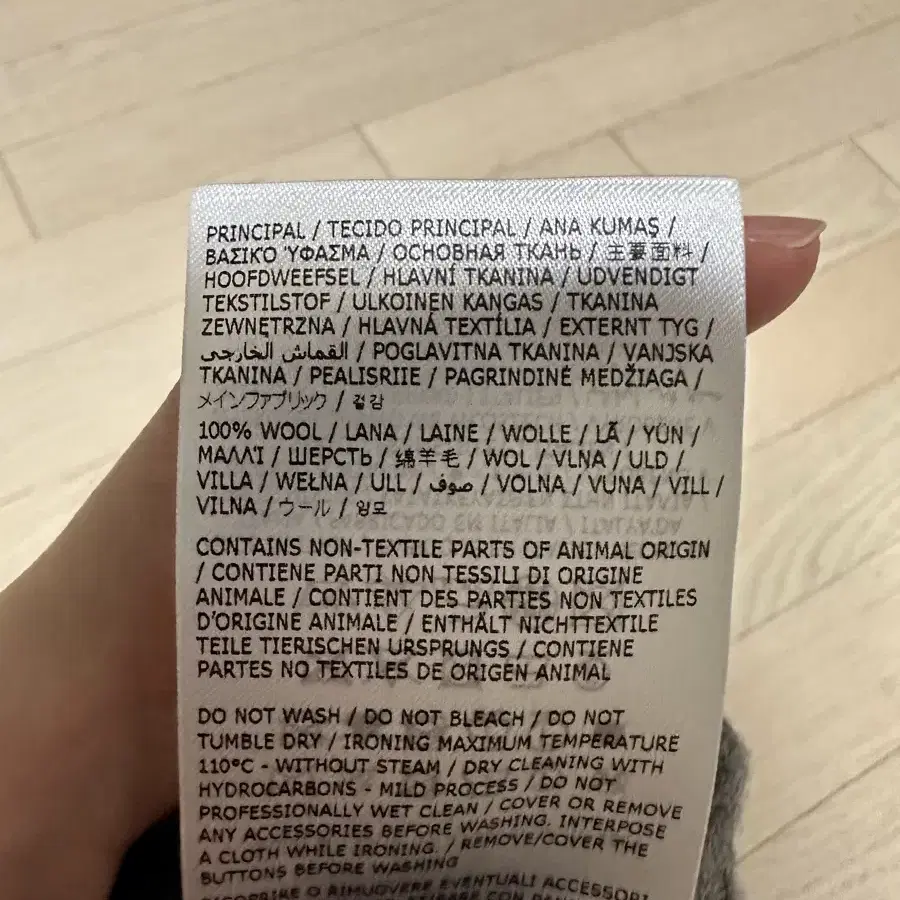 PRINCIPAL / TECIDO PRINCIPAL / ANA KUMAŞ /
ΒΑΣΙΚΌ ΎΦΑΣΜΑ / ОСНОВНАЯ ТКАНЬ / 主要面料 /
HOOFDWEEFSEL / HLAVNÍ TKANINA / UDVENDIGT
TEKSTILSTOF / ULKOINEN KANGAS / TKANINA
ZEWNĘTRZNA / HLAVNÁ TEXTÍLIA / EXTERNT TYG /
القماش الخارجي / POGLAVITNA TKANINA / VANJSKA
TKANINA / PEALISRIIE / PAGRINDINĖ MEDŽIAGA /
メインファブリック / 겉감
100% WOOL / LANA / LAINE / WOLLE / LÃ / YÜN /
ΜΑΛΛΊ / ШЕРСТЬ / 绵羊毛 / WOL / VLNA / ULD /
VILLA / WEŁNA / ULL / صوف / VOLNA / VUNA / VILL /
VILNA / ウール / 양모
CONTAINS NON-TEXTILE PARTS OF ANIMAL ORIGIN
/ CONTIENE PARTI NON TESSILI DI ORIGINE
ANIMALE / CONTIENT DES PARTIES NON TEXTILES
D'ORIGINE ANIMALE / ENTHÄLT NICHTTEXTILE
TEILE TIERISCHEN URSPRUNGS / CONTIENE
PARTES NO TEXTILES DE ORIGEN ANIMAL
DO NOT WASH / DO NOT BLEACH / DO NOT
TUMBLE DRY / IRONING MAXIMUM TEMPERATURE
110°C - WITHOUT STEAM / DRY CLEANING WITH
HYDROCARBONS - MILD PROCESS / DO NOT
PROFESSIONALLY WET CLEAN / COVER OR REMOVE
ANY ACCESSORIES BEFORE WASHING. INTERPOSE
A CLOTH WHILE IRONING. / REMOVE/COVER THE
BUTTONS BEFORE WASHING
RICOPRIRE O RIMUOVERE EVENTUALI ACCESSORI